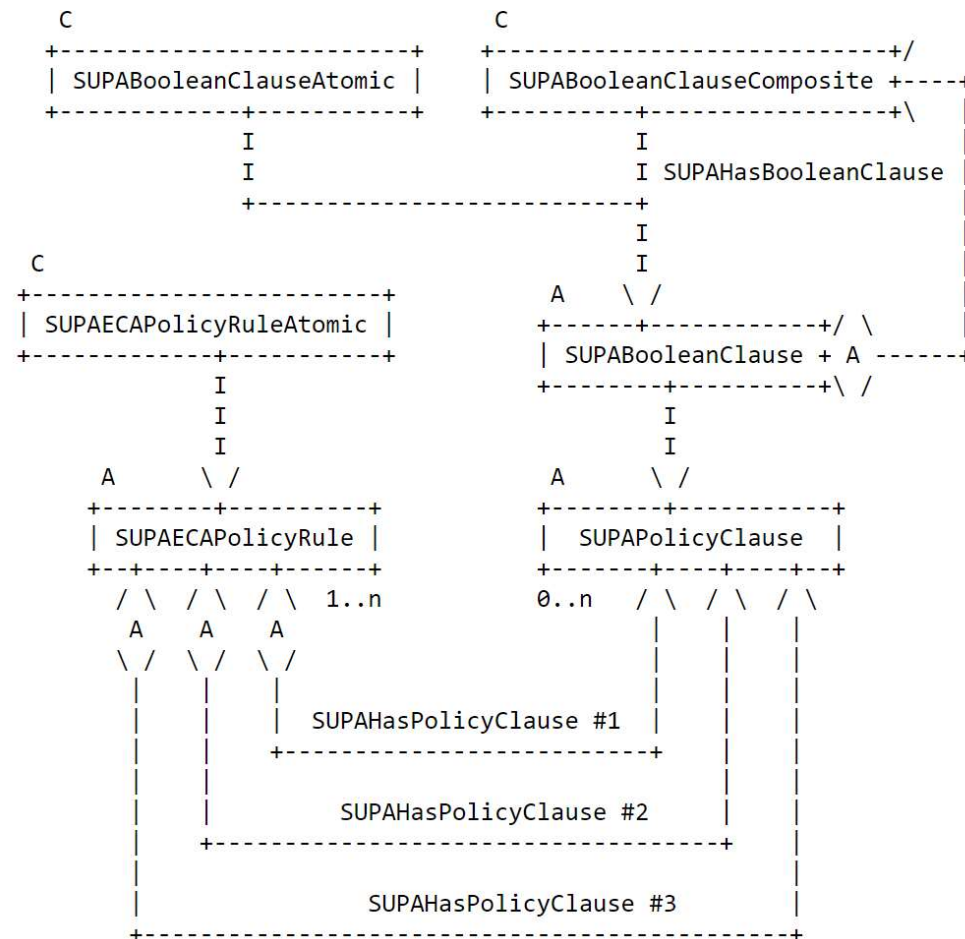 C                              C
   +-------------------------+    +----------------------------+/
   | SUPABooleanClauseAtomic |    | SUPABooleanClauseComposite +----+
   +-------------+-----------+    +----------+-----------------+\   |
                 I                           I                      |
                 I                           I SUPAHasBooleanClause |
                 +---------------------------+                      |
                                             I                      |
  C                                          I                      |
 +-------------------------+           A    \ /                     |
 | SUPAECAPolicyRuleAtomic |          +------+------------+/ \      |
 +-------------+-----------+          | SUPABooleanClause + A ------+
               I                      +--------+----------+\ /
               I                               I
               I                               I
       A      \ /                      A      \ /
      +--------+----------+           +--------+-----------+
      | SUPAECAPolicyRule |           |  SUPAPolicyClause  |
      +--+----+----+------+           +-------+----+----+--+
        / \  / \  / \  1..n           0..n   / \  / \  / \
         A    A    A                          |    |    |
        \ /  \ /  \ /                         |    |    |
         |    |    |                          |    |    |
         |    |    |  SUPAHasPolicyClause #1  |    |    |
         |    |    +--------------------------+    |    |
         |    |                                    |    |
         |    |         SUPAHasPolicyClause #2     |    |
         |    +------------------------------------+    |
         |                                              |
         |                SUPAHasPolicyClause #3        |
         +----------------------------------------------+